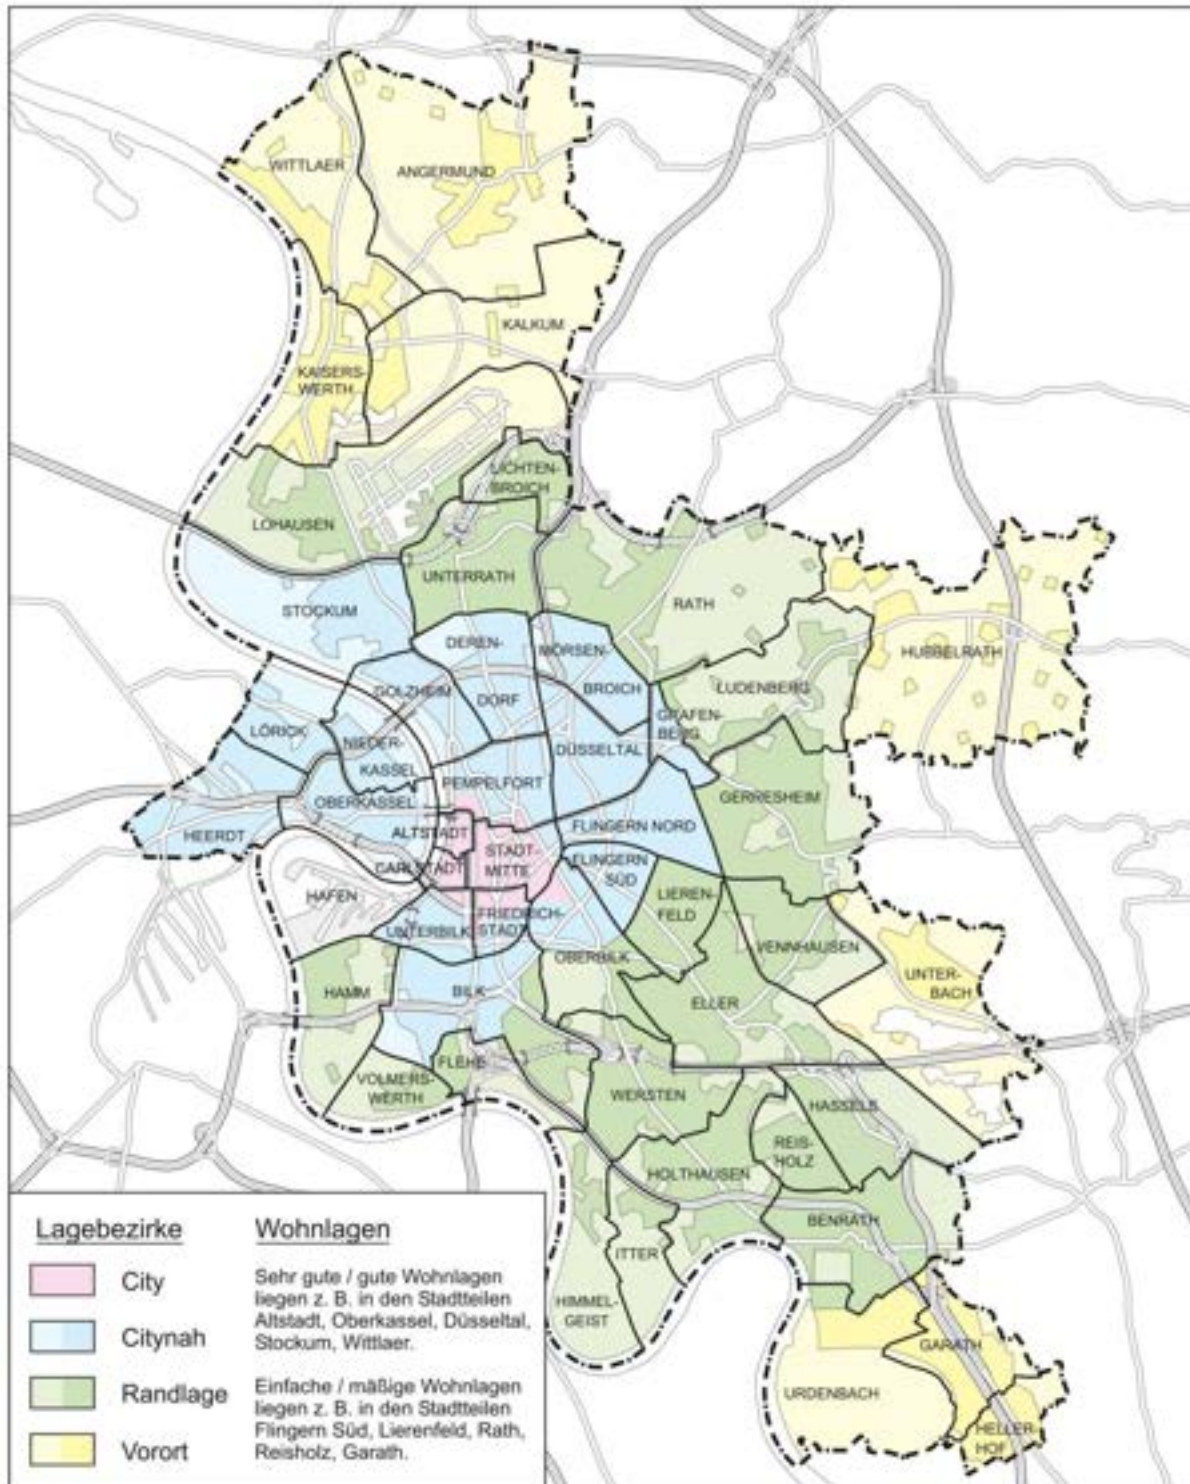 WITTLAER
ANGERMUND
KALKUM
KAISERS-
WERTH
LICHTEN-
BROICH
LOHAUSEN
UNTERRATH
RATH
STOCKUM
DEREN-
DORF
MÖRSEN-
BROICH
HUBBELRATH
LUDENBERG
GOLZHEIM
GRAFEN-
BERG
LÖRICK
NIEDER-
KASSEL
DÜSSELTAL
PEMPELFORT
GERRESHEIM
OBERKASSEL
HEERDT
ALTSTADT
FLINGERN NORD
STADT-
MITTE
CARLSTADT
FLINGERN
SÜD
HAFEN
LIEREN-
FELD
UNTERBILK
FRIEDRICH-
STADT
VENNHAUSEN
OBERBILK
UNTER-
BACH
HAMM
BILK
ELLER
FLEHE
VOLMERS-
WERTH
WERSTEN
HASSELS
REIS-
HOLZ
HOLTHAUSEN
BENRATH
ITTER
HIMMEL-
GEIST
GARATH
URDENBACH
HELLER-
HOF
Lagebezirke
City
Citynah
Randlage
Vorort
Wohnlagen
Sehr gute / gute Wohnlagen
liegen z. B. in den Stadtteilen
Altstadt, Oberkassel, Düsseltal,
Stockum, Wittlaer.
Einfache / mäßige Wohnlagen
liegen z. B. in den Stadtteilen
Flingern Süd, Lierenfeld, Rath,
Reisholz, Garath.